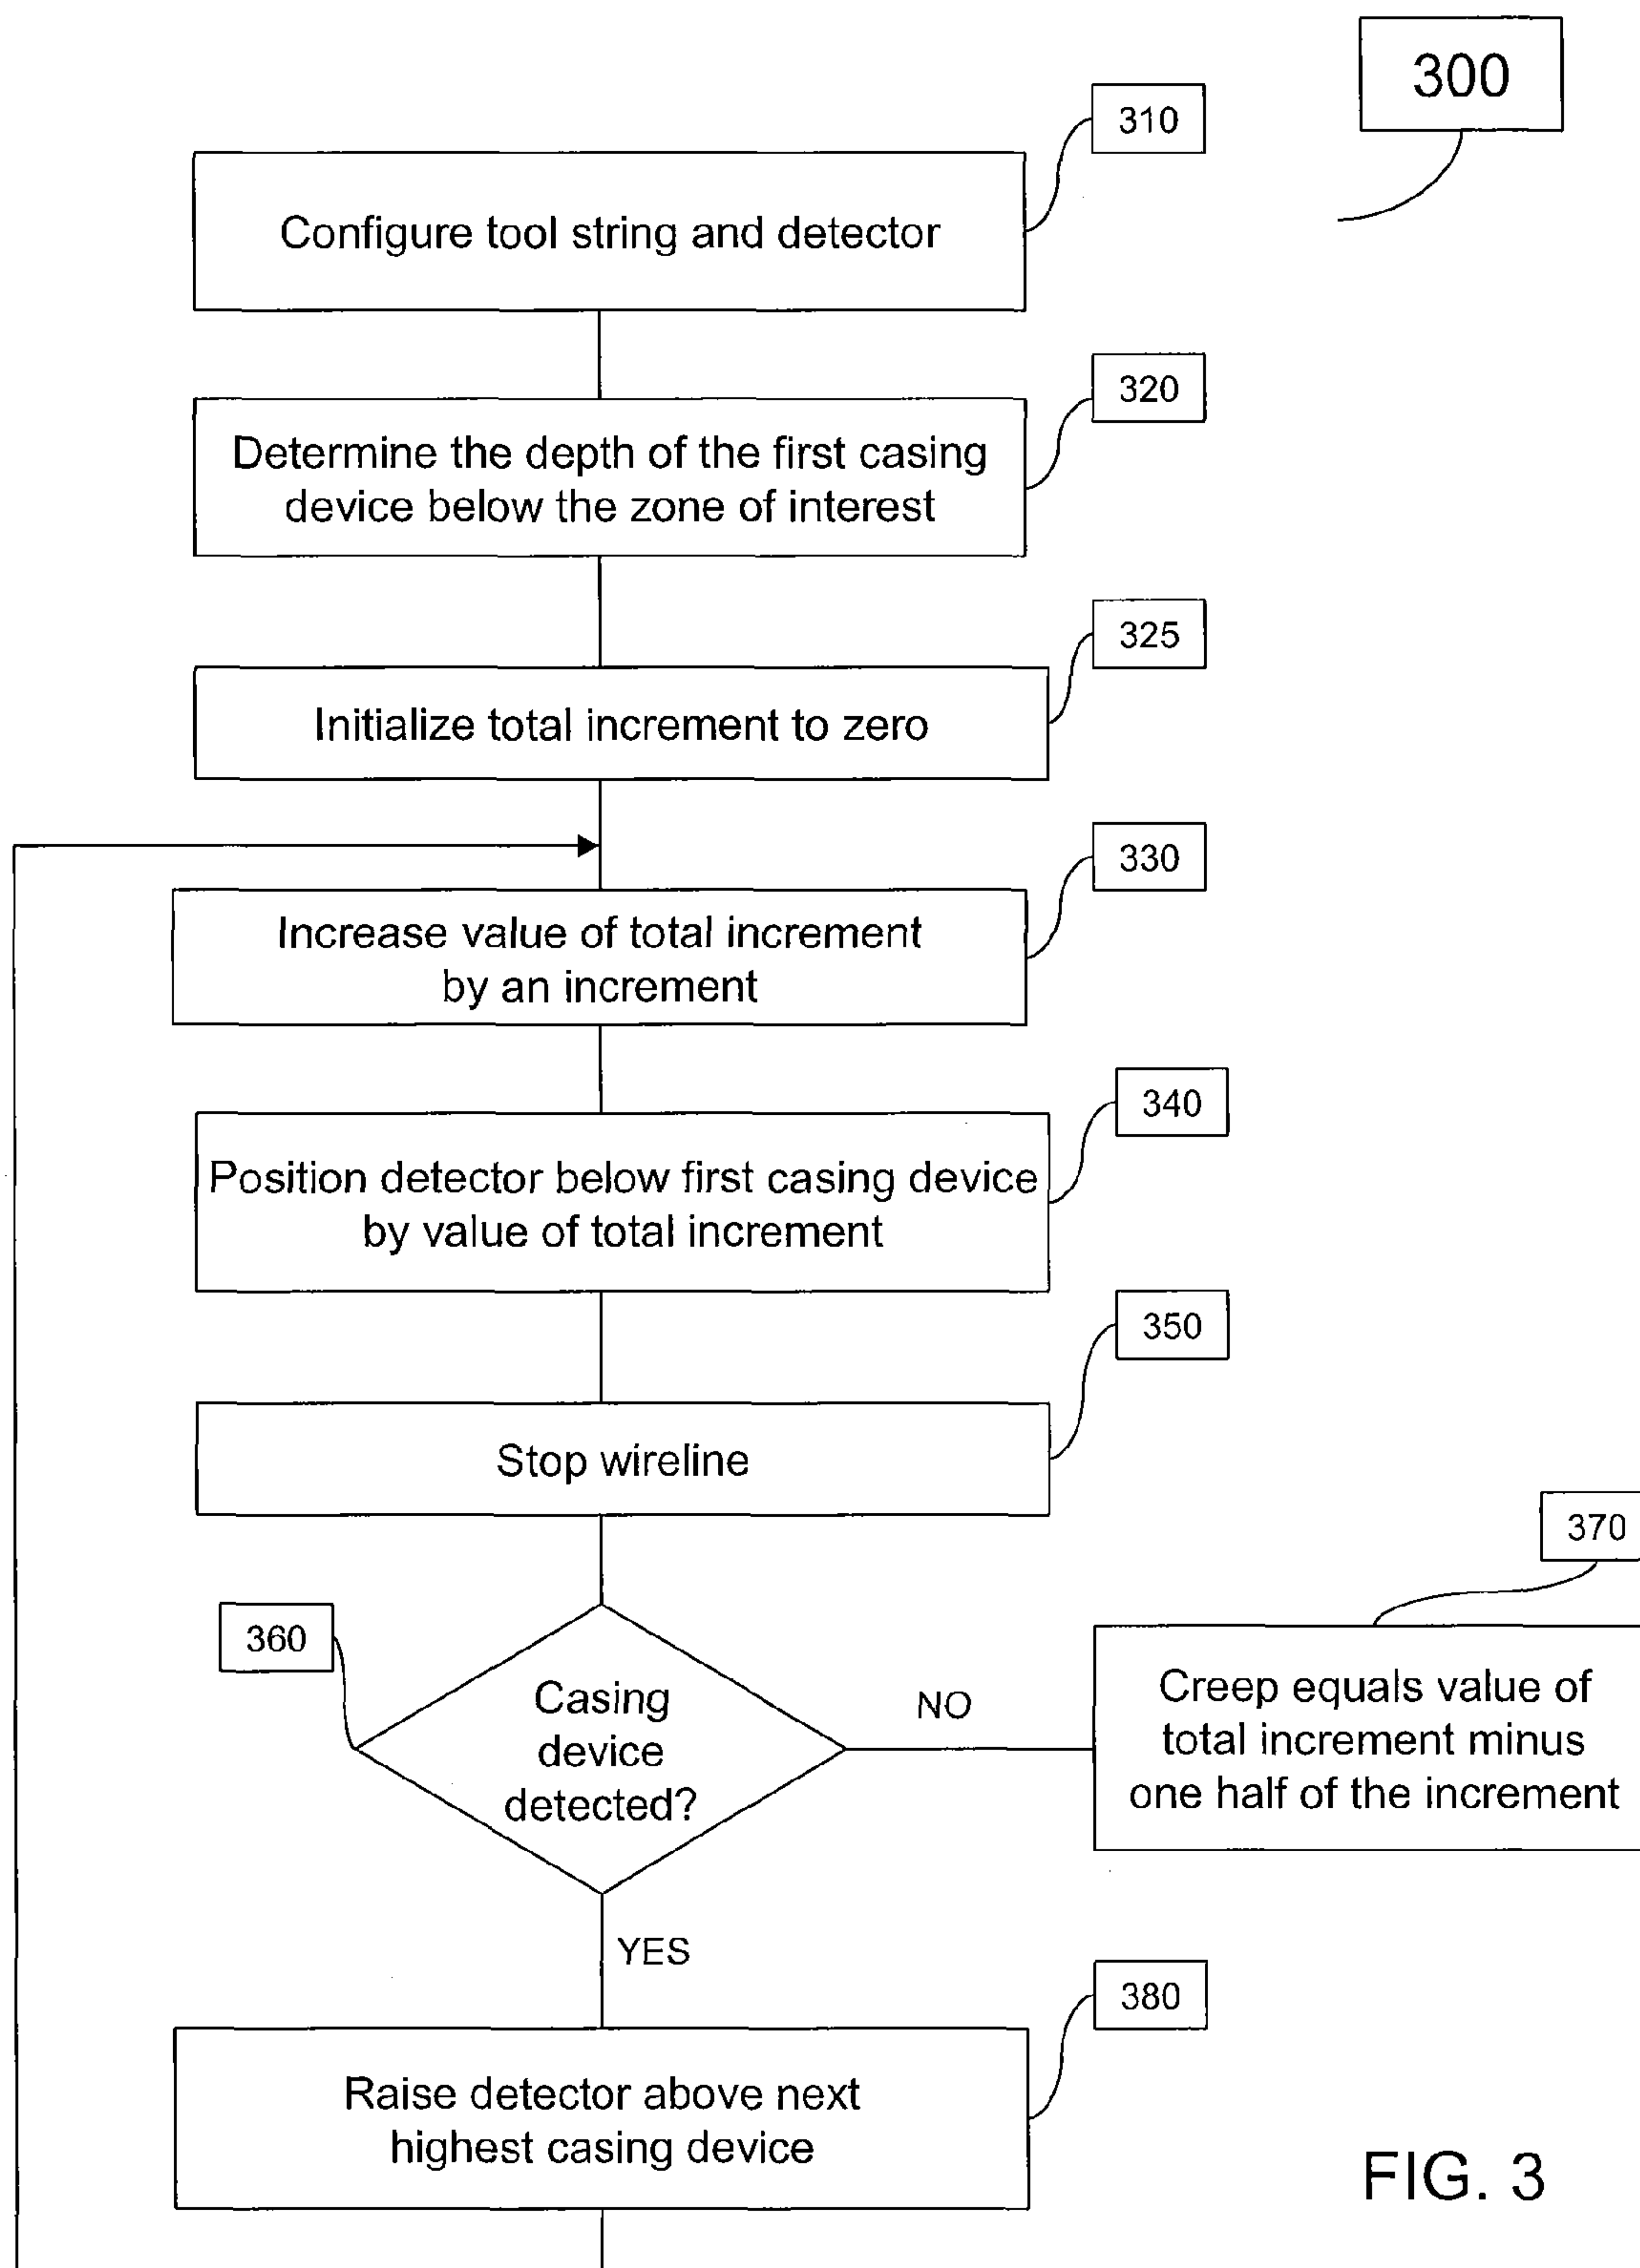 300
310
Configure tool string and detector
320
Determine the depth of the first casing
device below the zone of interest
325
Initialize total increment to zero
330
Increase value of total increment
by an increment
340
Position detector below first casing device
by value of total increment
350
Stop wireline
370
360
Casing
device
detected?
NO
Creep equals value of
total increment minus
one half of the increment
YES
380
Raise detector above next
highest casing device
FIG. 3